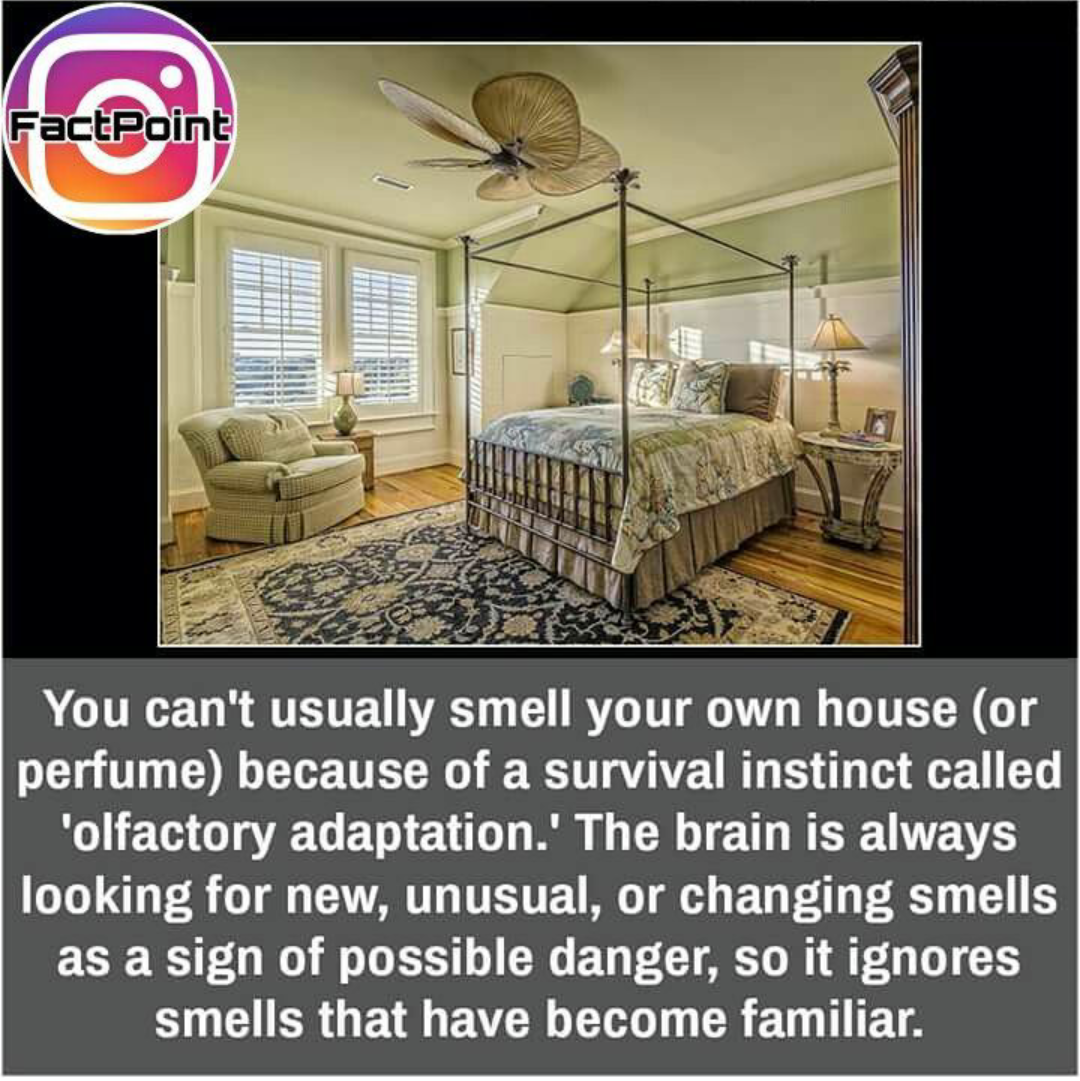 FactPoint
You can't usually smell your own house (or
perfume) because of a survival instinct called
'olfactory adaptation.' The brain is always
looking for new, unusual, or changing smells
as a sign of possible danger, so it ignores
smells that have become familiar.